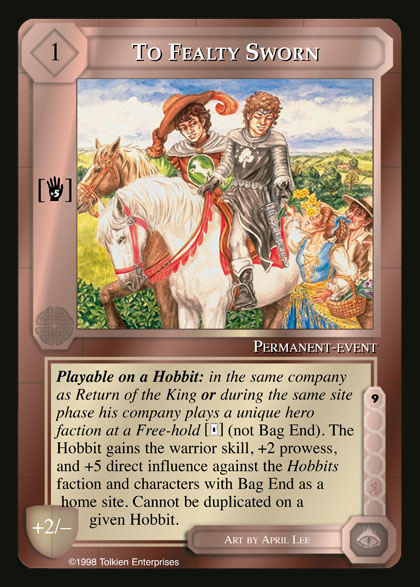 1
TO FEALTY SWORN
[+5]
PERMANENT-EVENT
Playable on a Hobbit: in the same company
as Return of the King or during the same site
phase his company plays a unique hero
faction at a Free-hold [ ] (not Bag End). The
Hobbit gains the warrior skill, +2 prowess,
and +5 direct influence against the Hobbits
faction and characters with Bag End as a
home site. Cannot be duplicated on a
given Hobbit.
9
+2/–
ART BY APRIL LEE
©1998 Tolkien Enterprises